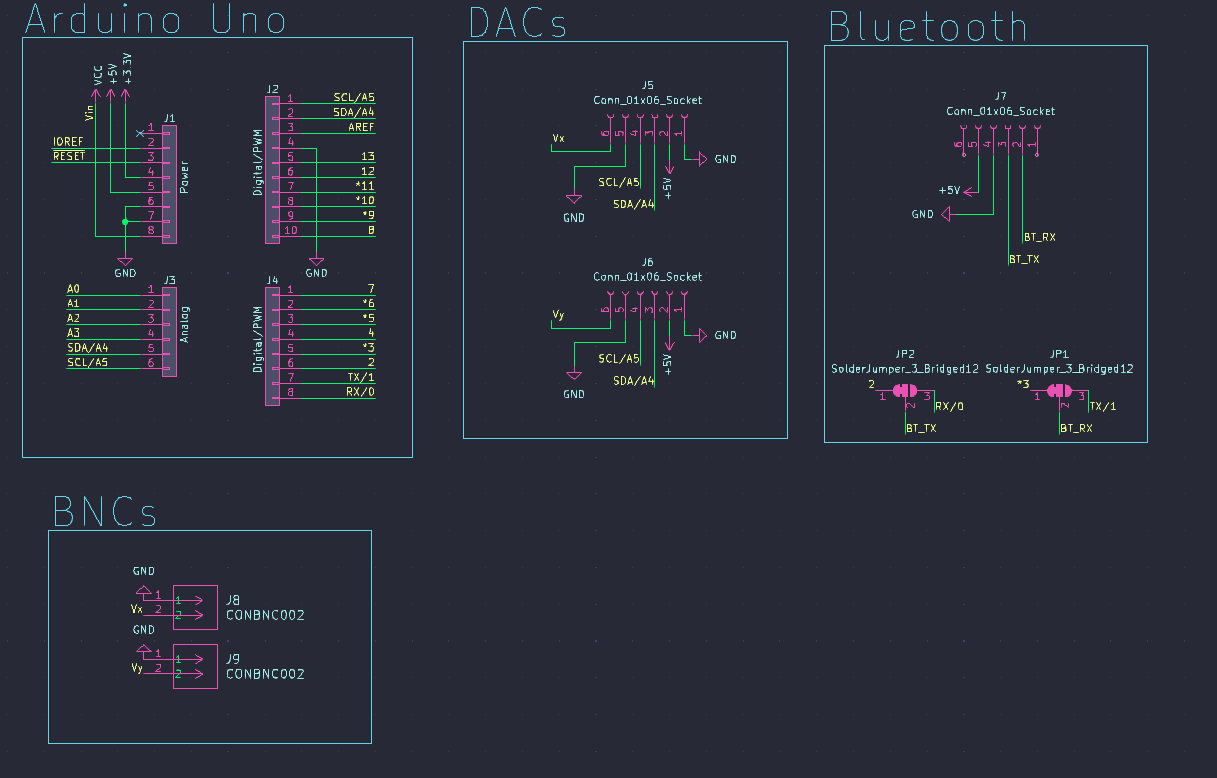 Arduino Uno
VCC
+5V
+3.3V
Vin
J1
1
IOREF 2
RESET 3
4
5
6
7
8
Power
GND
J2
1 SCL/A5
2 SDA/A4
3 AREF
4
5 13
6 12
7 *11
8 *10
9 *9
10 8
Digital/PWM
GND
J3
A0 1
A1 2
A2 3
A3 4
SDA/A4 5
SCL/A5 6
Analog
J4
1 7
2 *6
3 *5
4 4
5 *3
6 2
7 TX/1
8 RX/0
Digital/PWM
DACs
J5
Conn_01x06_Socket
6 5 4 3 2 1
Vx
GND
SCL/A5
+5V
SDA/A4
GND
J6
Conn_01x06_Socket
6 5 4 3 2 1
Vy
GND
SCL/A5
+5V
SDA/A4
GND
Bluetooth
J7
Conn_01x06_Socket
6 5 4 3 2 1
+5V
GND
BT_RX
BT_TX
JP2
SolderJumper_3_Bridged12
2
1 2 3
RX/0
BT_TX
JP1
SolderJumper_3_Bridged12
*3
1 2 3
TX/1
BT_RX
BNCs
GND
1 1
Vx 2 2
J8
CONBNC002
GND
1 1
Vy 2 2
J9
CONBNC002